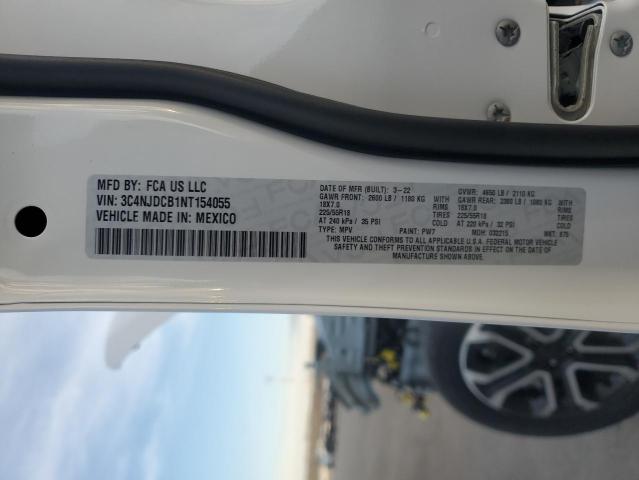 MFD BY: FCA US LLC
VIN: 3C4NJDCB1NT154055
VEHICLE MADE IN: MEXICO
DATE OF MFR (BUILT): 3-22 GVWR: 4650 LB / 2110 KG
GAWR FRONT: 2600 LB / 1180 KG GAWR REAR: 2380 LB / 1080 KG
18X7.0 RIMS 18X7.0 RIMS
225/55R18 TIRES 225/55R18 TIRES
AT 240 kPa / 35 PSI COLD AT 220 kPa / 32 PSI COLD
TYPE: MPV PAINT: PW7 MDH: 032215 MET: 875
THIS VEHICLE CONFORMS TO ALL APPLICABLE U.S.A. FEDERAL MOTOR VEHICLE
SAFETY AND THEFT PREVENTION STANDARDS IN EFFECT ON THE DATE OF
MANUFACTURE SHOWN ABOVE.